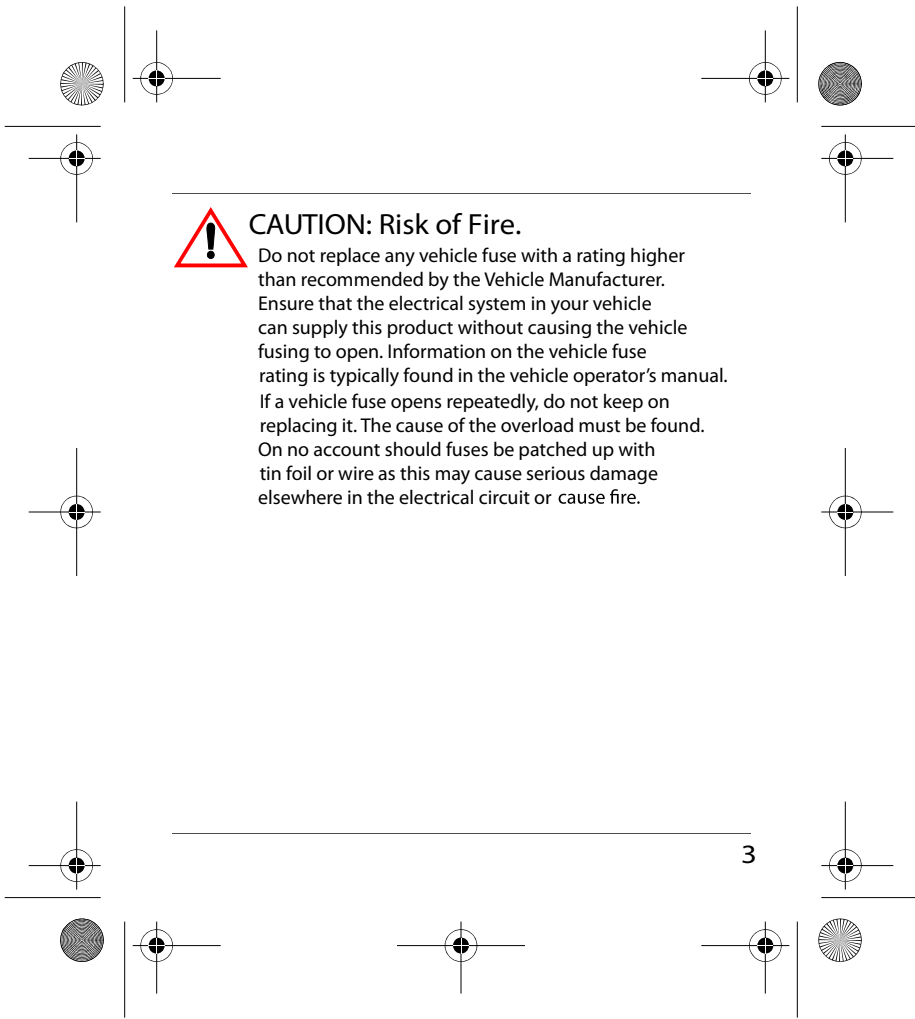 CAUTION: Risk of Fire.
Do not replace any vehicle fuse with a rating higher
than recommended by the Vehicle Manufacturer.
Ensure that the electrical system in your vehicle
can supply this product without causing the vehicle
fusing to open. Information on the vehicle fuse
rating is typically found in the vehicle operator’s manual.
If a vehicle fuse opens repeatedly, do not keep on
replacing it. The cause of the overload must be found.
On no account should fuses be patched up with
tin foil or wire as this may cause serious damage
elsewhere in the electrical circuit or cause fire.
3